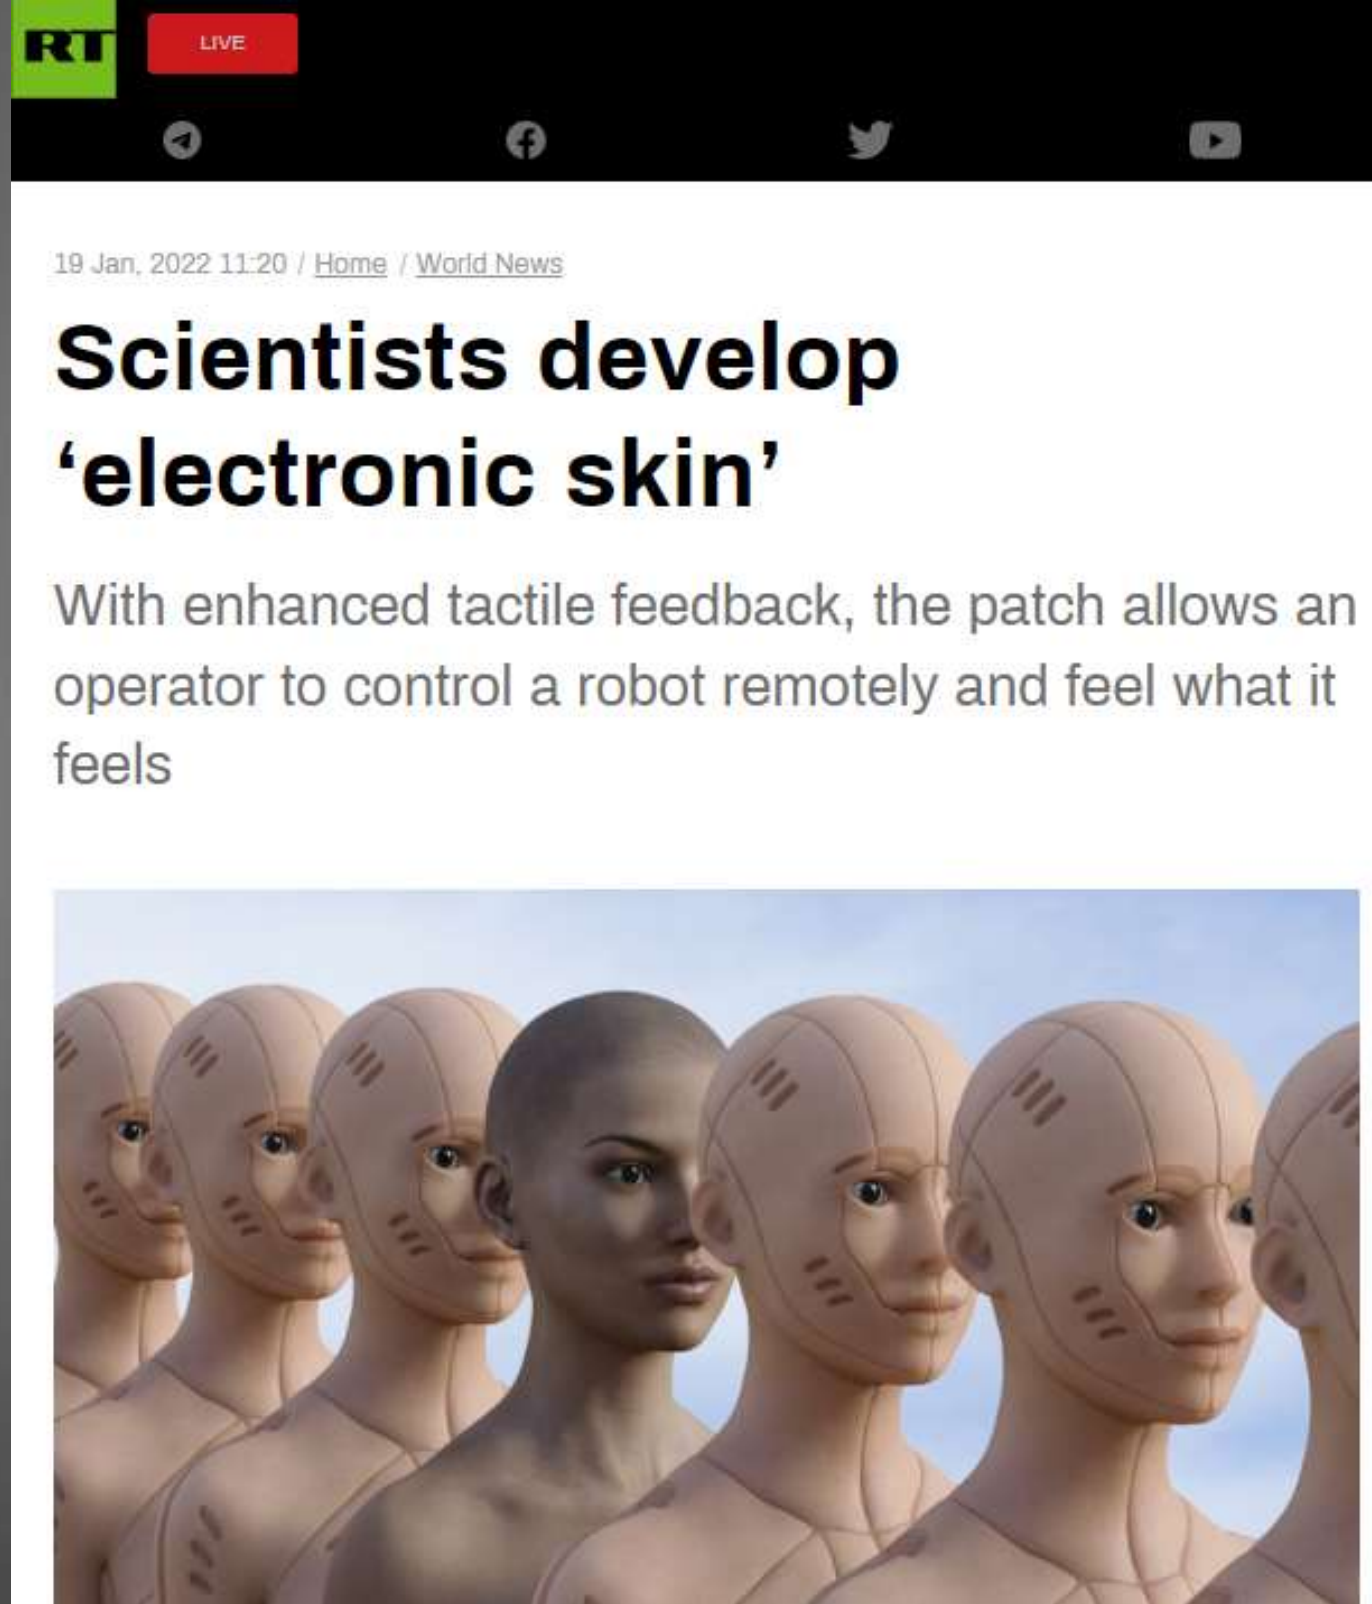 RT
LIVE
19 Jan, 2022 11:20 / Home / World News
Scientists develop
‘electronic skin’
With enhanced tactile feedback, the patch allows an
operator to control a robot remotely and feel what it
feels